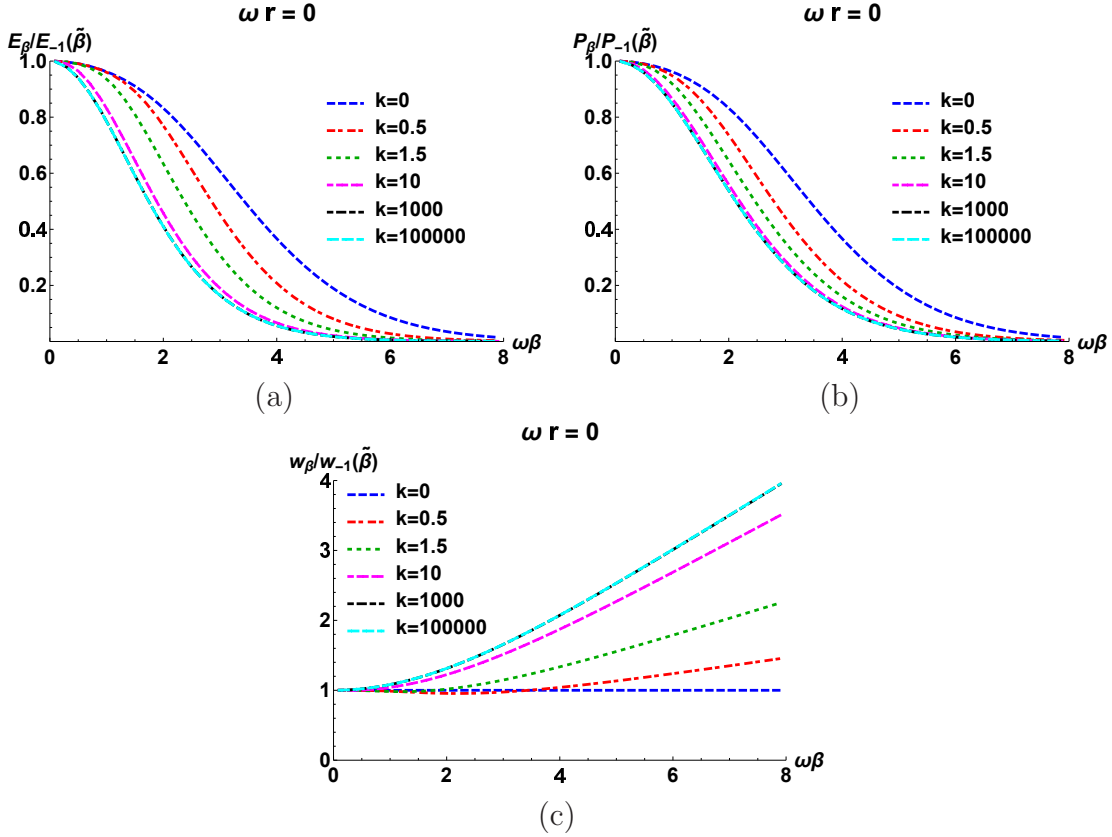 ω r = 0
E_β/E_{-1}(β̃)
1.0
0.8
0.6
0.4
0.2
0
2
4
6
8
ωβ
k=0
k=0.5
k=1.5
k=10
k=1000
k=100000
(a)
ω r = 0
P_β/P_{-1}(β̃)
1.0
0.8
0.6
0.4
0.2
0
2
4
6
8
ωβ
k=0
k=0.5
k=1.5
k=10
k=1000
k=100000
(b)
ω r = 0
w_β/w_{-1}(β̃)
4
3
2
1
0
0
2
4
6
8
ωβ
k=0
k=0.5
k=1.5
k=10
k=1000
k=100000
(c)